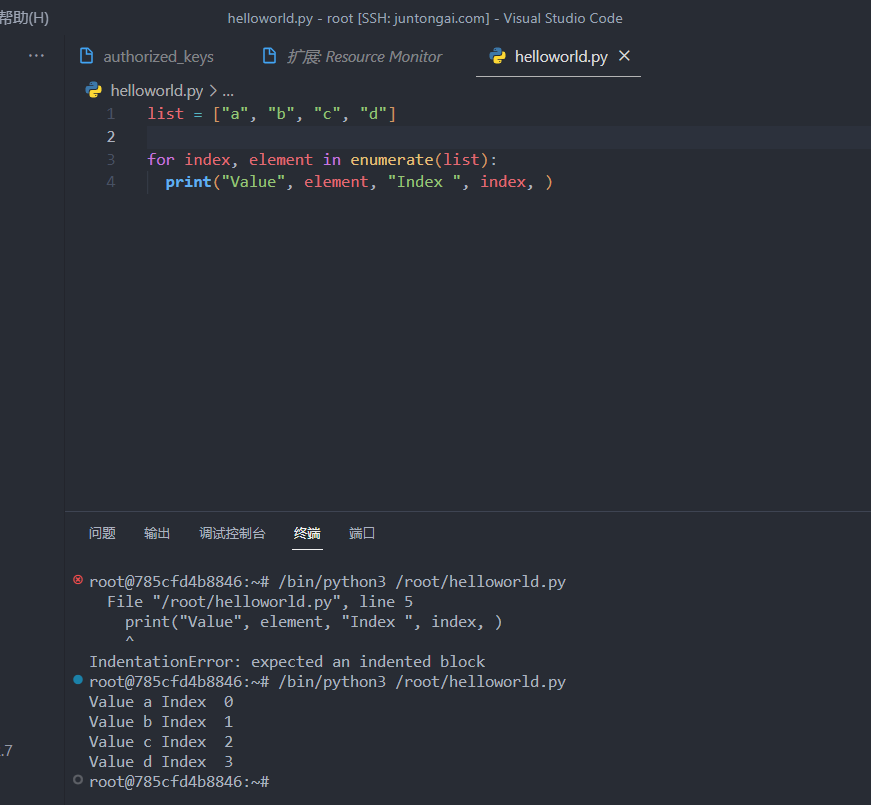 帮助(H)
helloworld.py - root [SSH: juntongai.com] - Visual Studio Code
... authorized_keys 扩展: Resource Monitor helloworld.py
helloworld.py > ...
1 list = ["a", "b", "c", "d"]
2
3 for index, element in enumerate(list):
4 print("Value", element, "Index ", index, )
问题 输出 调试控制台 终端 端口
root@785cfd4b8846:~# /bin/python3 /root/helloworld.py
File "/root/helloworld.py", line 5
print("Value", element, "Index ", index, )
^
IndentationError: expected an indented block
root@785cfd4b8846:~# /bin/python3 /root/helloworld.py
Value a Index  0
Value b Index  1
Value c Index  2
.7
Value d Index  3
root@785cfd4b8846:~#